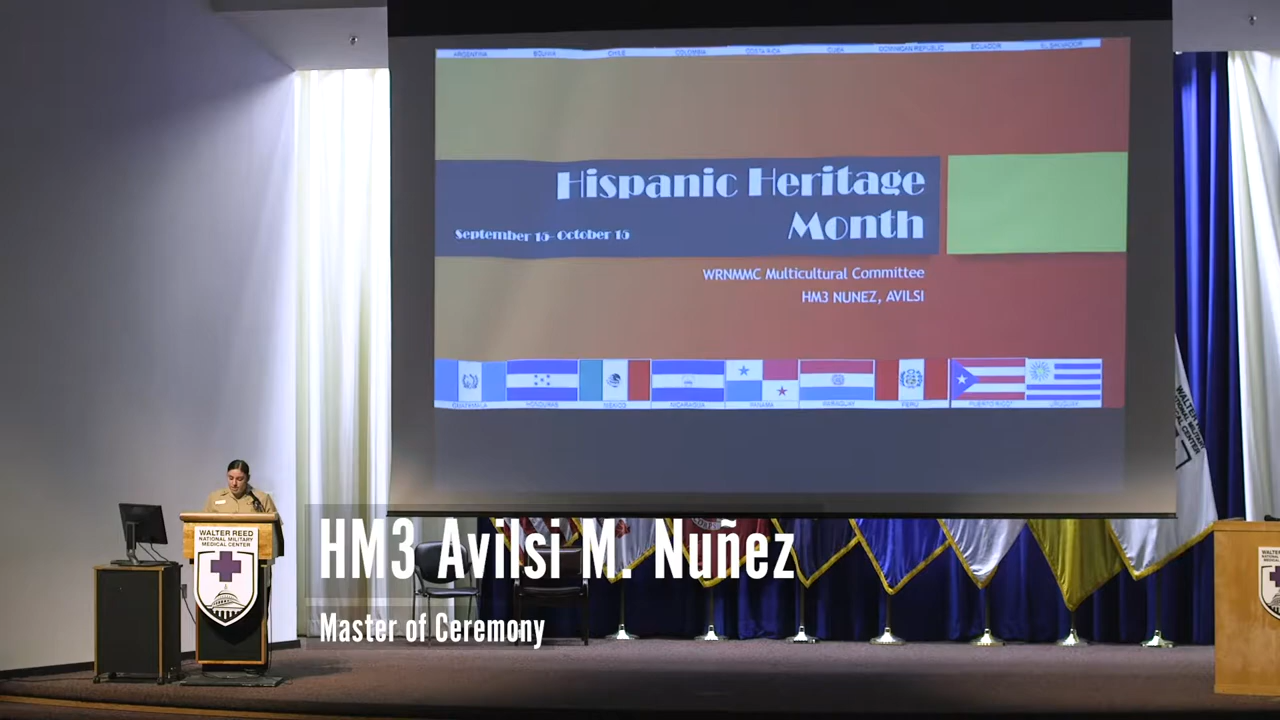 ARGENTINA BOLIVIA CHILE COLOMBIA COSTA RICA CUBA DOMINICAN REPUBLIC ECUADOR EL SALVADOR
Hispanic Heritage
Month
September 15- October 15
WRNMMC Multicultural Committee
HM3 NUNEZ, AVILSI
GUATEMALA HONDURAS MEXICO NICARAGUA PANAMA PARAGUAY PERU PUERTO RICO URUGUAY
WALTER REED
NATIONAL MILITARY
MEDICAL CENTER
HM3 Avilsi M. Nuñez
Master of Ceremony